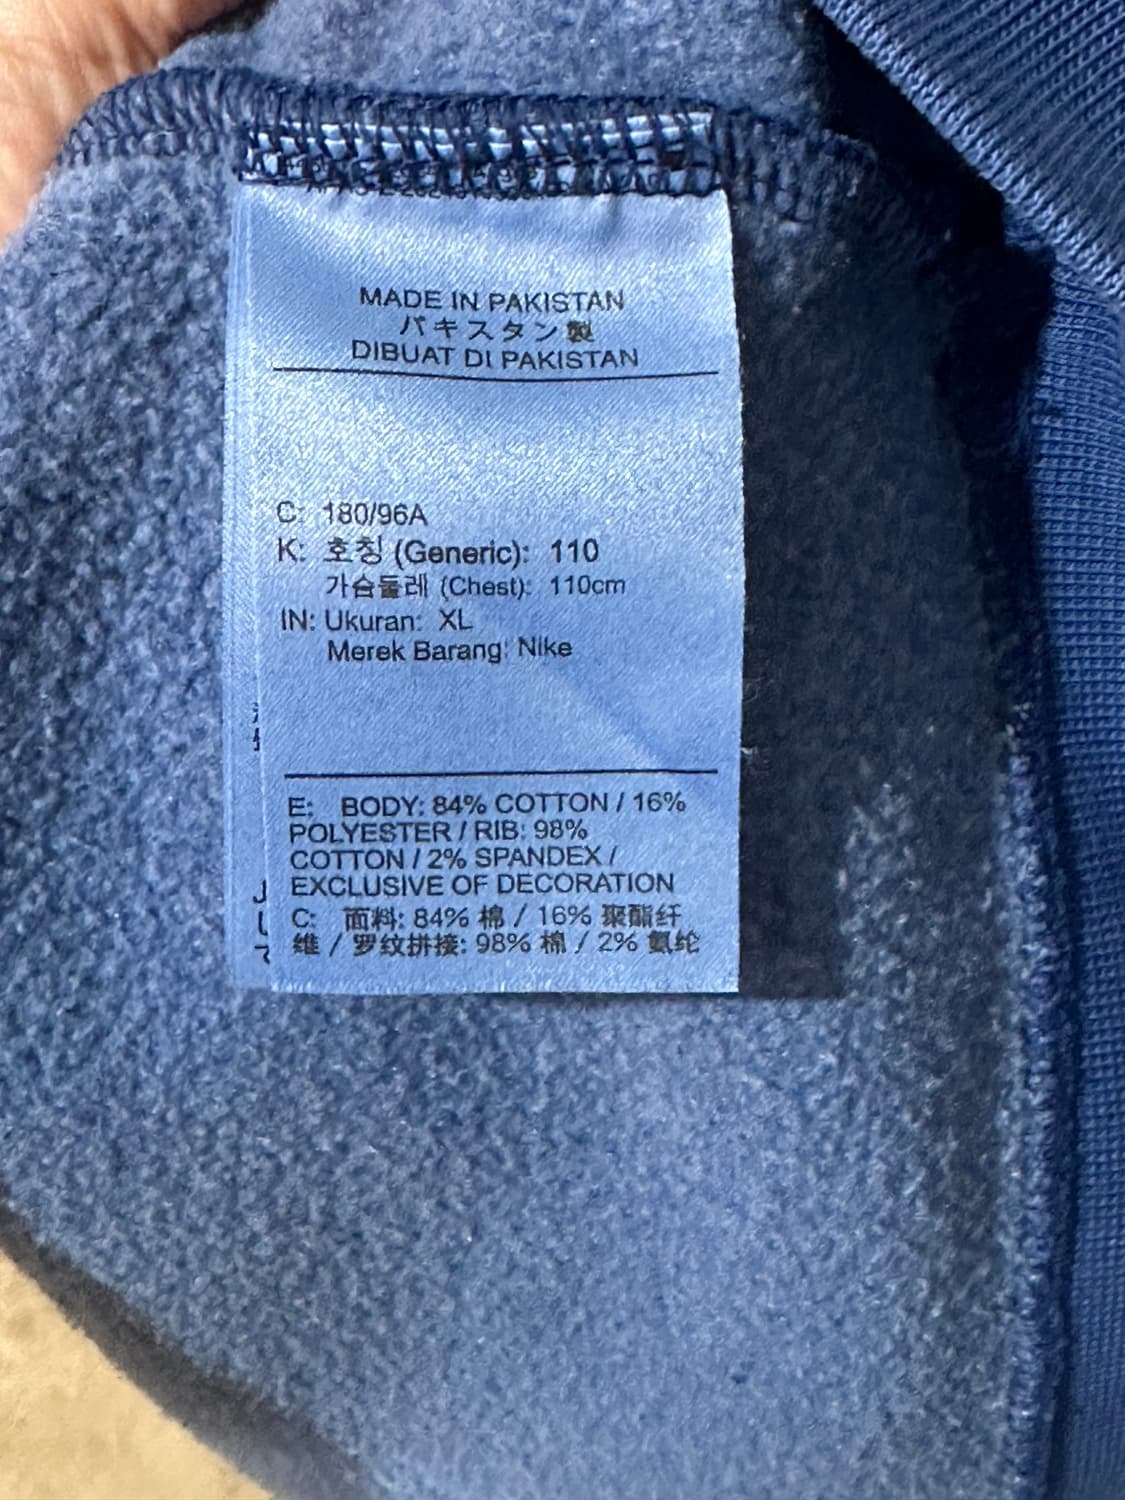 MADE IN PAKISTAN
パキスタン製
DIBUAT DI PAKISTAN
C: 180/96A
K: 호칭 (Generic): 110
가슴둘레 (Chest): 110cm
IN: Ukuran: XL
Merek Barang: Nike
E: BODY: 84% COTTON / 16%
POLYESTER / RIB: 98%
COTTON / 2% SPANDEX /
EXCLUSIVE OF DECORATION
C: 面料: 84% 棉 / 16% 聚酯纤
维 / 罗纹拼接: 98% 棉 / 2% 氨纶